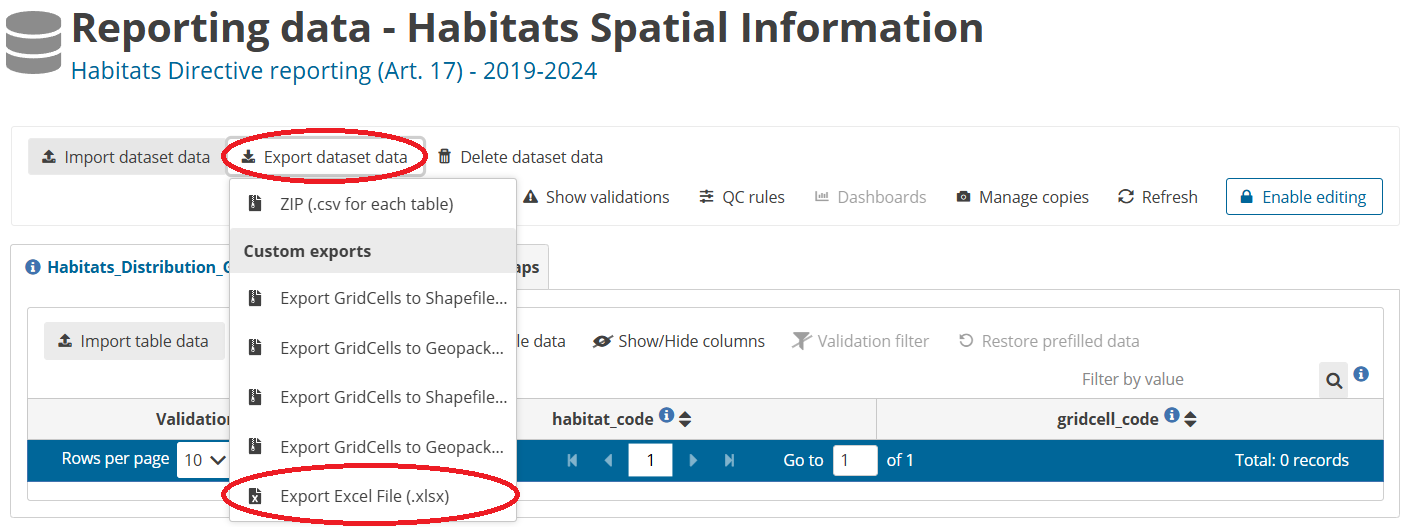 Reporting data - Habitats Spatial Information
Habitats Directive reporting (Art. 17) - 2019-2024
Import dataset data Export dataset data Delete dataset data
Show validations QC rules Dashboards Manage copies Refresh Enable editing
ZIP (.csv for each table)
Custom exports
Habitats_Distribution_G aps
Export GridCells to Shapefile...
Import table data le data Show/Hide columns Validation filter Restore prefilled data
Export GridCells to Geopack...
Filter by value
Export GridCells to Shapefile...
Validation habitat_code gridcell_code
Export GridCells to Geopack...
Rows per page 10 1 Go to 1 of 1 Total: 0 records
Export Excel File (.xlsx)